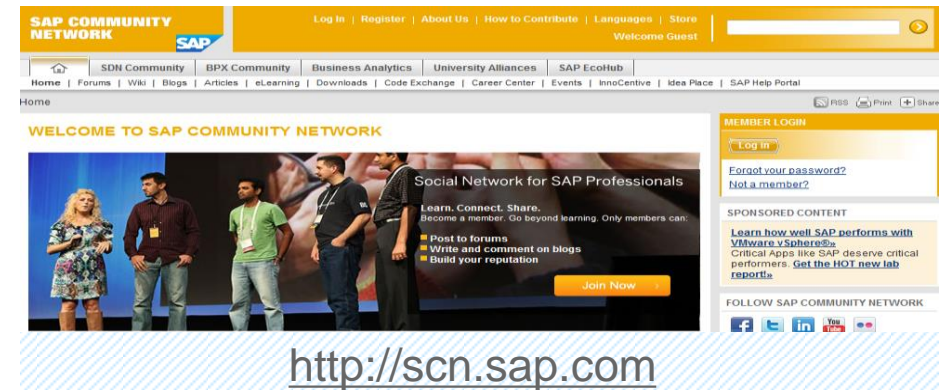 SAP COMMUNITY
NETWORK
SAP
Log In | Register | About Us | How to Contribute | Languages | Store
Welcome Guest
SDN Community | BPX Community | Business Analytics | University Alliances | SAP EcoHub
Home | Forums | Wiki | Blogs | Articles | eLearning | Downloads | Code Exchange | Career Center | Events | InnoCentive | Idea Place | SAP Help Portal
Home
RSS Print Share
WELCOME TO SAP COMMUNITY NETWORK
Social Network for SAP Professionals
Learn. Connect. Share.
Become a member. Go beyond learning. Only members can:
Post to forums
Write and comment on blogs
Build your reputation
Join Now
MEMBER LOGIN
Log in
Forgot your password?
Not a member?
SPONSORED CONTENT
Learn how well SAP performs with
VMware vSphere®»
Critical Apps like SAP deserve critical
performers. Get the HOT new lab
report!»
FOLLOW SAP COMMUNITY NETWORK
f t in You Tube
http://scn.sap.com